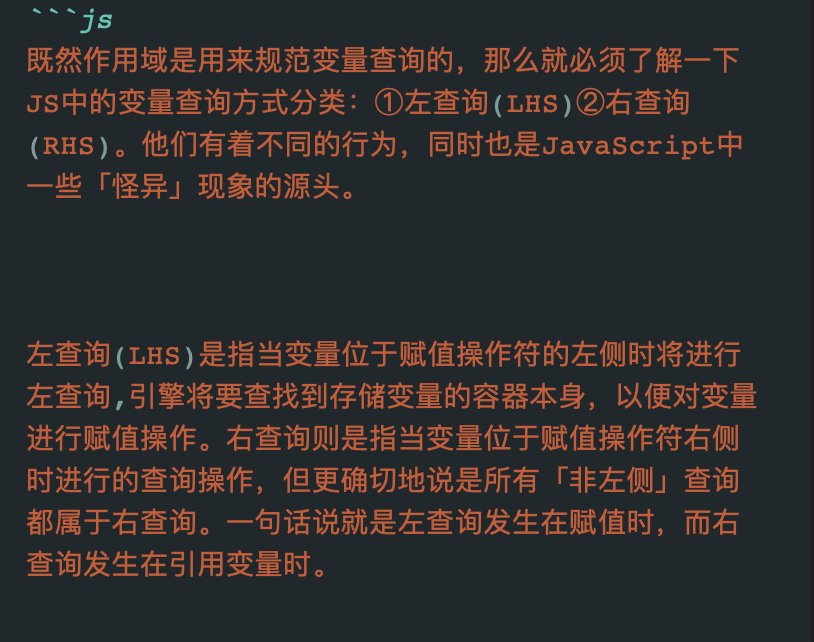 ```js
既然作用域是用来规范变量查询的，那么就必须了解一下
JS中的变量查询方式分类：①左查询(LHS)②右查询
(RHS)。他们有着不同的行为，同时也是JavaScript中
一些「怪异」现象的源头。
左查询(LHS)是指当变量位于赋值操作符的左侧时将进行
左查询,引擎将要查找到存储变量的容器本身，以便对变量
进行赋值操作。右查询则是指当变量位于赋值操作符右侧
时进行的查询操作，但更确切地说是所有「非左侧」查询
都属于右查询。一句话说就是左查询发生在赋值时，而右
查询发生在引用变量时。